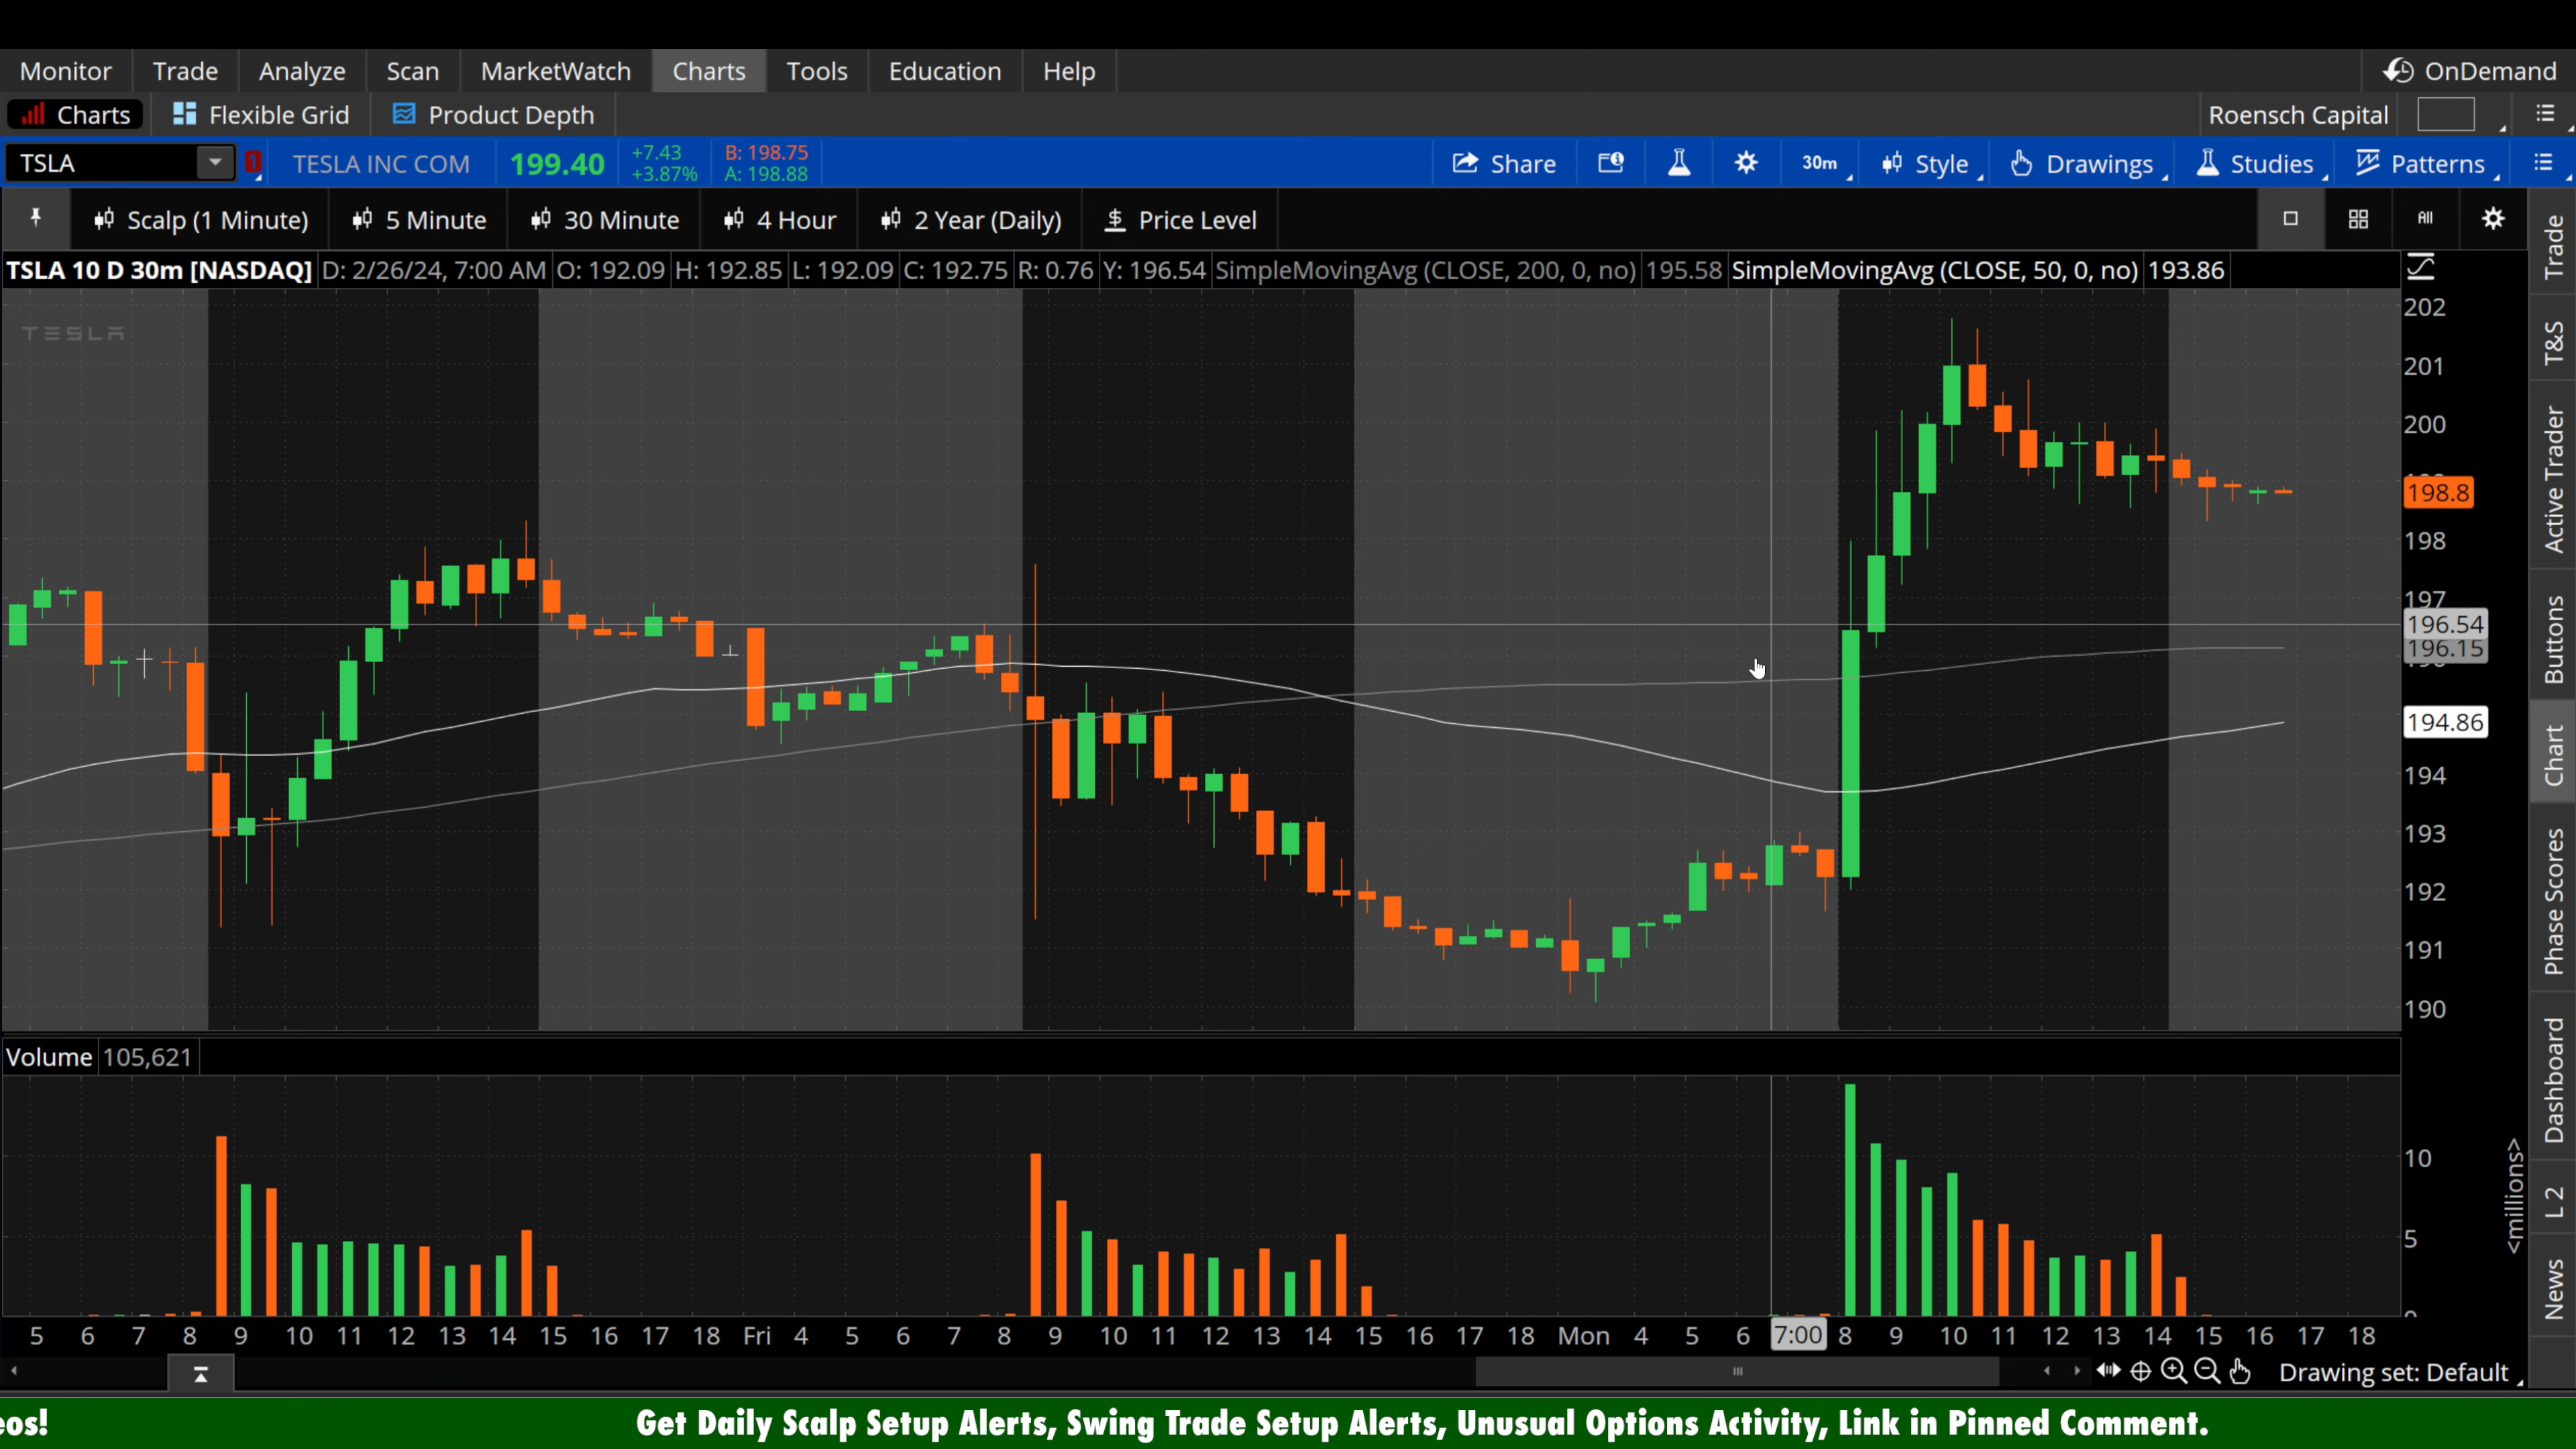 Monitor Trade Analyze Scan MarketWatch Charts Tools Education Help OnDemand
Charts Flexible Grid Product Depth Roensch Capital
TSLA 1 TESLA INC COM 199.40 +7.43 +3.87% B: 198.75 A: 198.88 Share 30m Style Drawings Studies Patterns
Scalp (1 Minute) 5 Minute 30 Minute 4 Hour 2 Year (Daily) $ Price Level All
TSLA 10 D 30m [NASDAQ] D: 2/26/24, 7:00 AM O: 192.09 H: 192.85 L: 192.09 C: 192.75 R: 0.76 Y: 196.54 SimpleMovingAvg (CLOSE, 200, 0, no) 195.58 SimpleMovingAvg (CLOSE, 50, 0, no) 193.86
TESLA
202
201
200
198.8
198
197
196.54
196.15
194.86
194
193
192
191
190
Volume 105,621
10
5
<millions>
5 6 7 8 9 10 11 12 13 14 15 16 17 18 Fri 4 5 6 7 8 9 10 11 12 13 14 15 16 17 18 Mon 4 5 6 7:00 8 9 10 11 12 13 14 15 16 17 18
Drawing set: Default
Trade
T&S
Active Trader
Buttons
Chart
Phase Scores
Dashboard
L 2
News
eos! Get Daily Scalp Setup Alerts, Swing Trade Setup Alerts, Unusual Options Activity, Link in Pinned Comment.